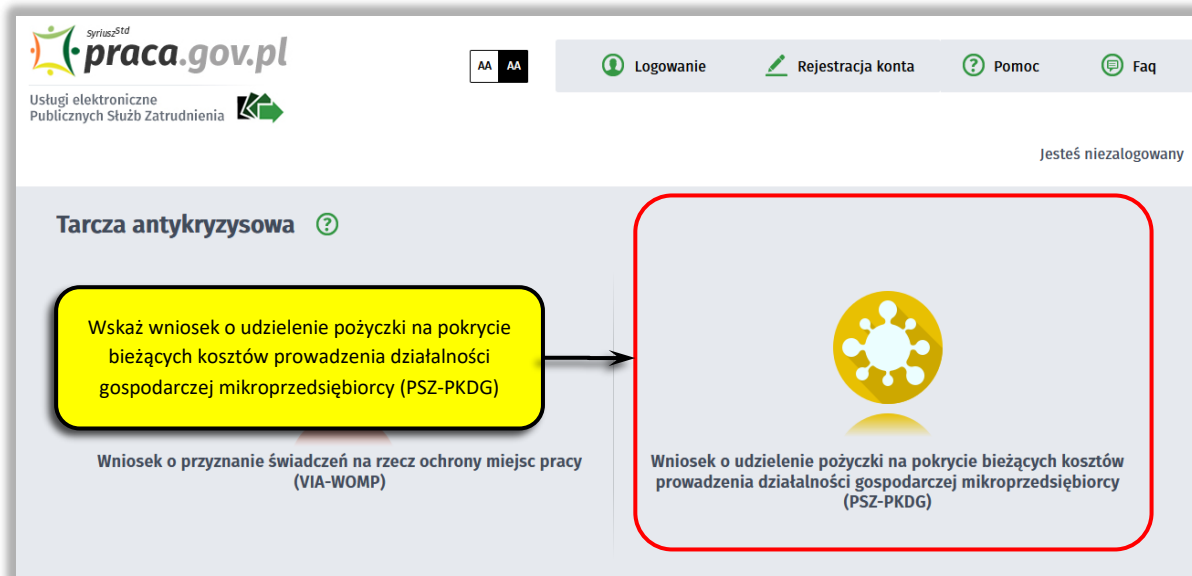 Syriusz Std
praca.gov.pl
Usługi elektroniczne
Publicznych Służb Zatrudnienia
AA AA
Logowanie
Rejestracja konta
? Pomoc
Faq
Jesteś niezalogowany
Tarcza antykryzysowa ?
Wskaż wniosek o udzielenie pożyczki na pokrycie
bieżących kosztów prowadzenia działalności
gospodarczej mikroprzedsiębiorcy (PSZ-PKDG)
Wniosek o przyznanie świadczeń na rzecz ochrony miejsc pracy
(VIA-WOMP)
Wniosek o udzielenie pożyczki na pokrycie bieżących kosztów
prowadzenia działalności gospodarczej mikroprzedsiębiorcy
(PSZ-PKDG)